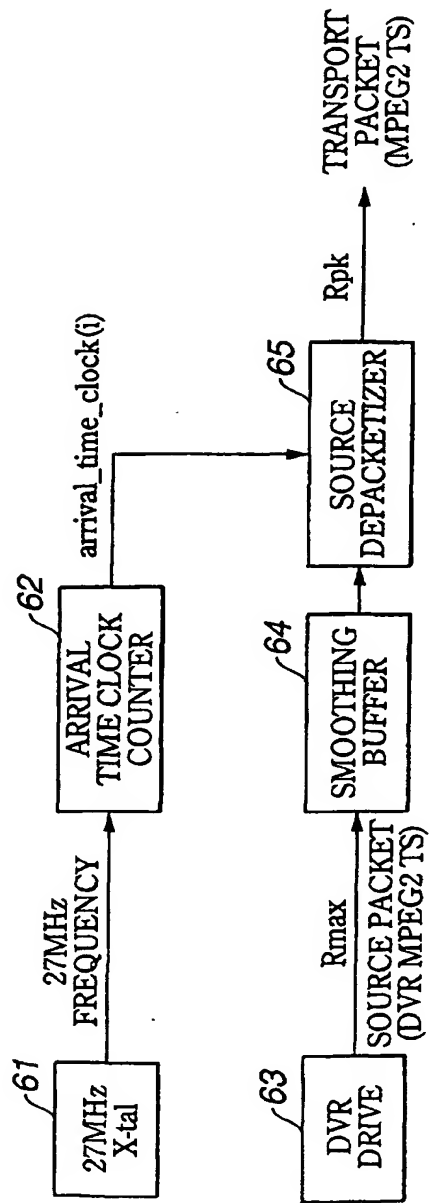 61
27MHz
X-tal
27MHz
FREQUENCY
62
ARRIVAL
TIME CLOCK
COUNTER
arrival_time_clock(i)
63
DVR
DRIVE
Rmax
SOURCE PACKET
(DVR MPEG2 TS)
64
SMOOTHING
BUFFER
65
SOURCE
DEPACKETIZER
Rpk
TRANSPORT
PACKET
(MPEG2 TS)